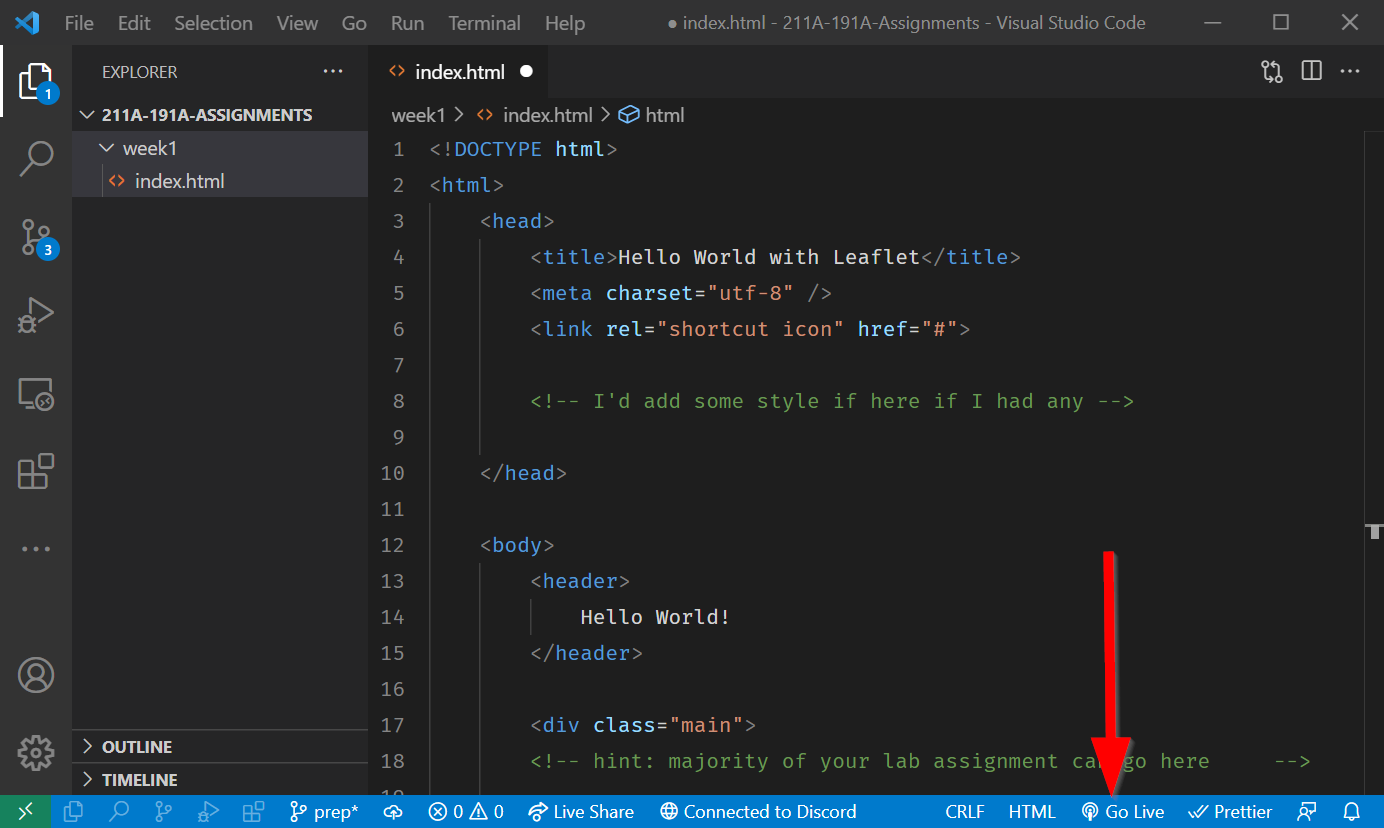 File Edit Selection View Go Run Terminal Help ● index.html - 211A-191A-Assignments - Visual Studio Code
EXPLORER
index.html
1
211A-191A-ASSIGNMENTS
week1 > index.html > html
week1
index.html
3
1 <!DOCTYPE html>
2 <html>
3 <head>
4 <title>Hello World with Leaflet</title>
5 <meta charset="utf-8" />
6 <link rel="shortcut icon" href="#">
7
8 <!-- I'd add some style if here if I had any -->
9
10 </head>
11
12 <body>
13 <header>
14 Hello World!
15 </header>
16
17 <div class="main">
18 <!-- hint: majority of your lab assignment can go here -->
OUTLINE
TIMELINE
prep* 0 0 Live Share Connected to Discord CRLF HTML Go Live Prettier